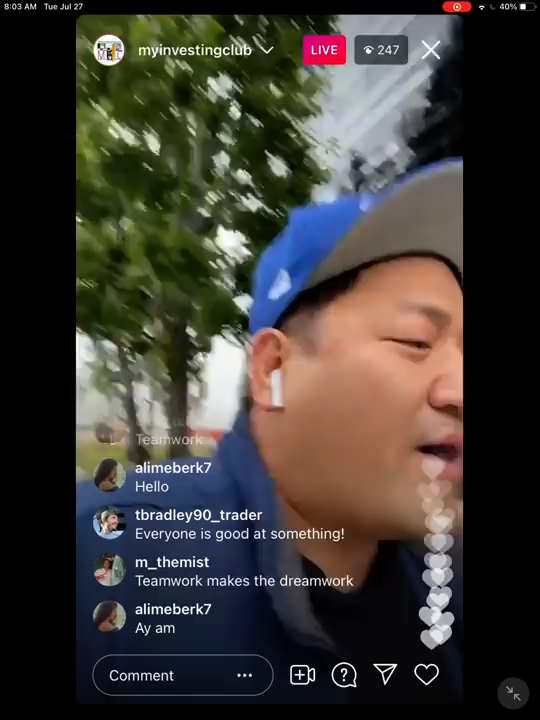 8:03 AM Tue Jul 27
40%
myinvestingclub
LIVE
247
Teamwork
alimeberk7
Hello
tbradley90_trader
Everyone is good at something!
m_themist
Teamwork makes the dreamwork
alimeberk7
Ay am
Comment